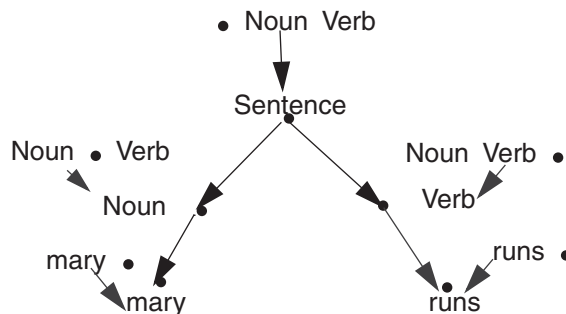 • Noun Verb
Sentence
Noun • Verb
Noun Verb •
Noun
Verb
mary •
runs •
mary
runs